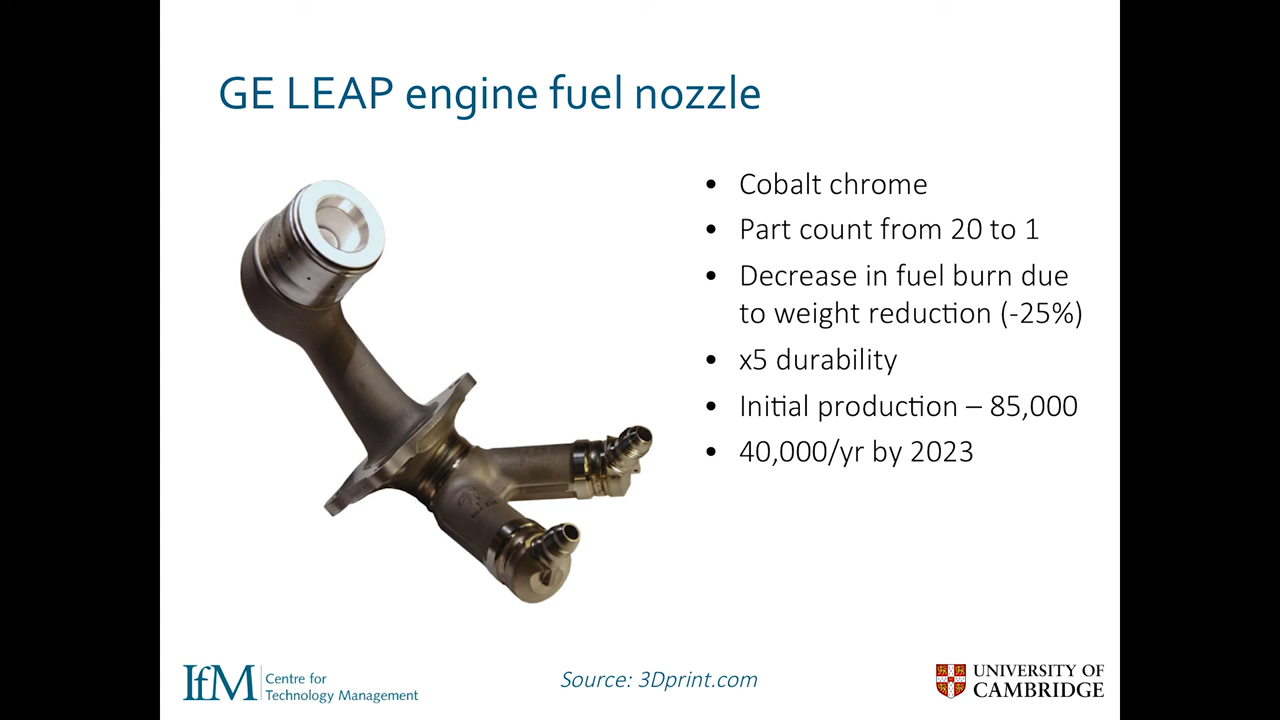 GE LEAP engine fuel nozzle
• Cobalt chrome
• Part count from 20 to 1
• Decrease in fuel burn due
to weight reduction (-25%)
• x5 durability
• Initial production – 85,000
• 40,000/yr by 2023
IfM Centre for
Technology Management
Source: 3Dprint.com
UNIVERSITY OF
CAMBRIDGE